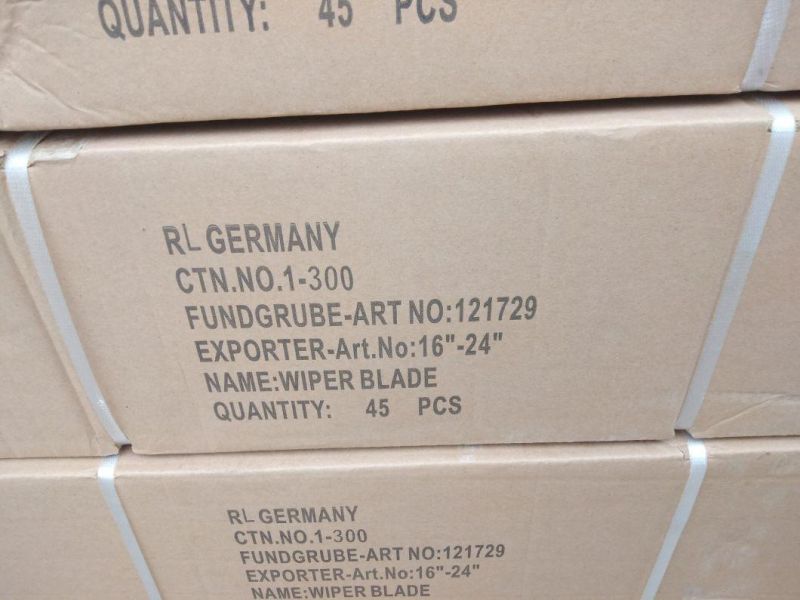 QUANTITY: 45 PCS
RL GERMANY
CTN.NO.1-300
FUNDGRUBE-ART NO:121729
EXPORTER-Art.No:16"-24"
NAME:WIPER BLADE
QUANTITY: 45 PCS
RL GERMANY
CTN.NO.1-300
FUNDGRUBE-ART NO:121729
EXPORTER-Art.No:16"-24"
NAME:WIPER BLADE